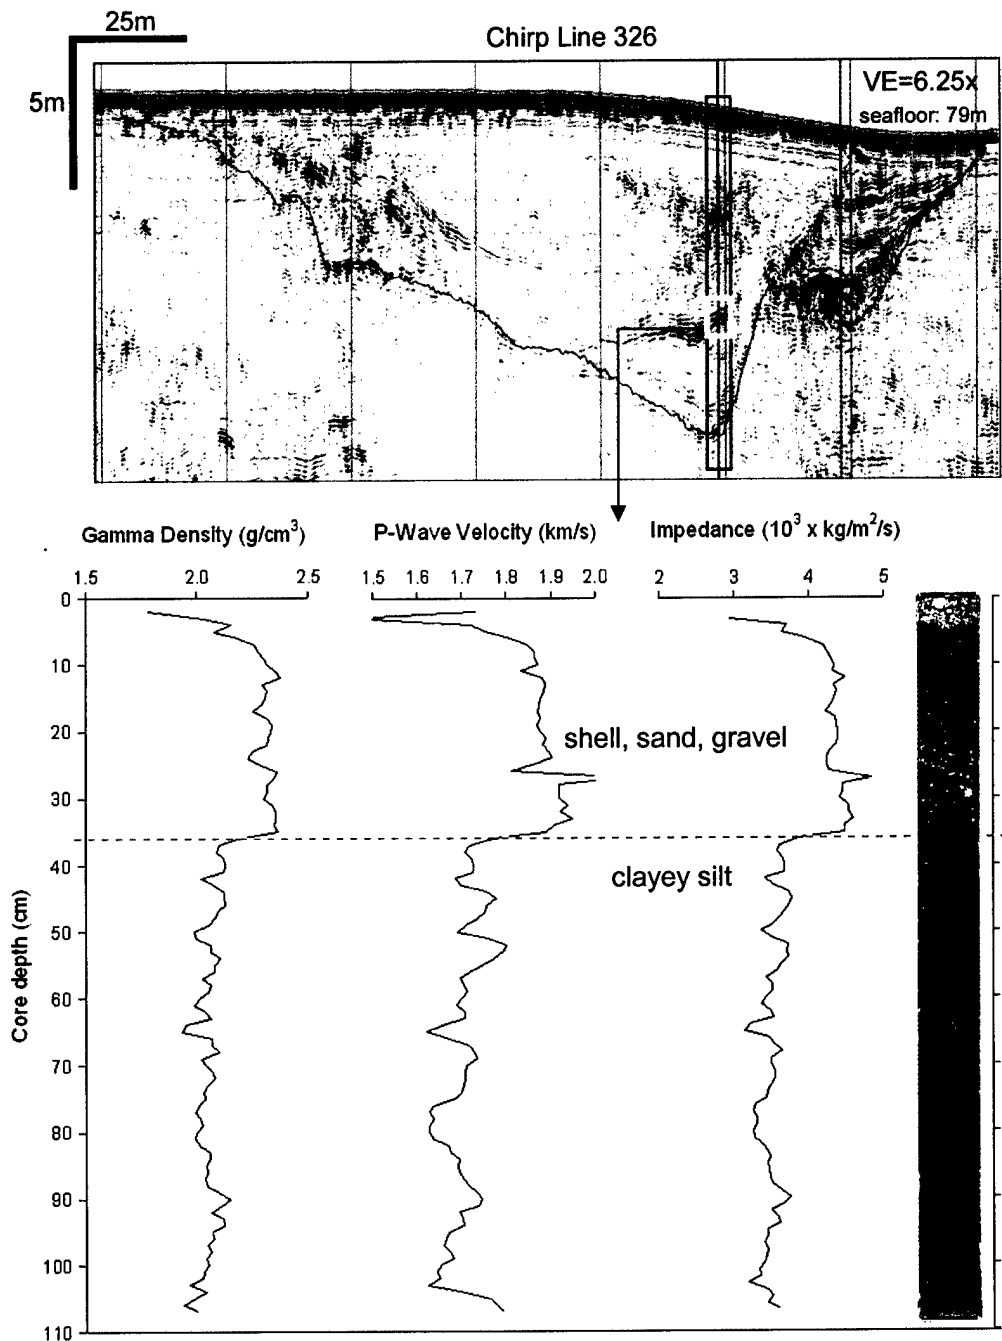 25m
Chirp Line 326
5m
VE=6.25x
seafloor: 79m
Gamma Density (g/cm³)
P-Wave Velocity (km/s)
Impedance (10³ x kg/m²/s)
1.5 2.0 2.5
1.5 1.6 1.7 1.8 1.9 2.0
2 3 4 5
0
10
20
shell, sand, gravel
30
40
clayey silt
50
Core depth (cm)
60
70
80
90
100
110